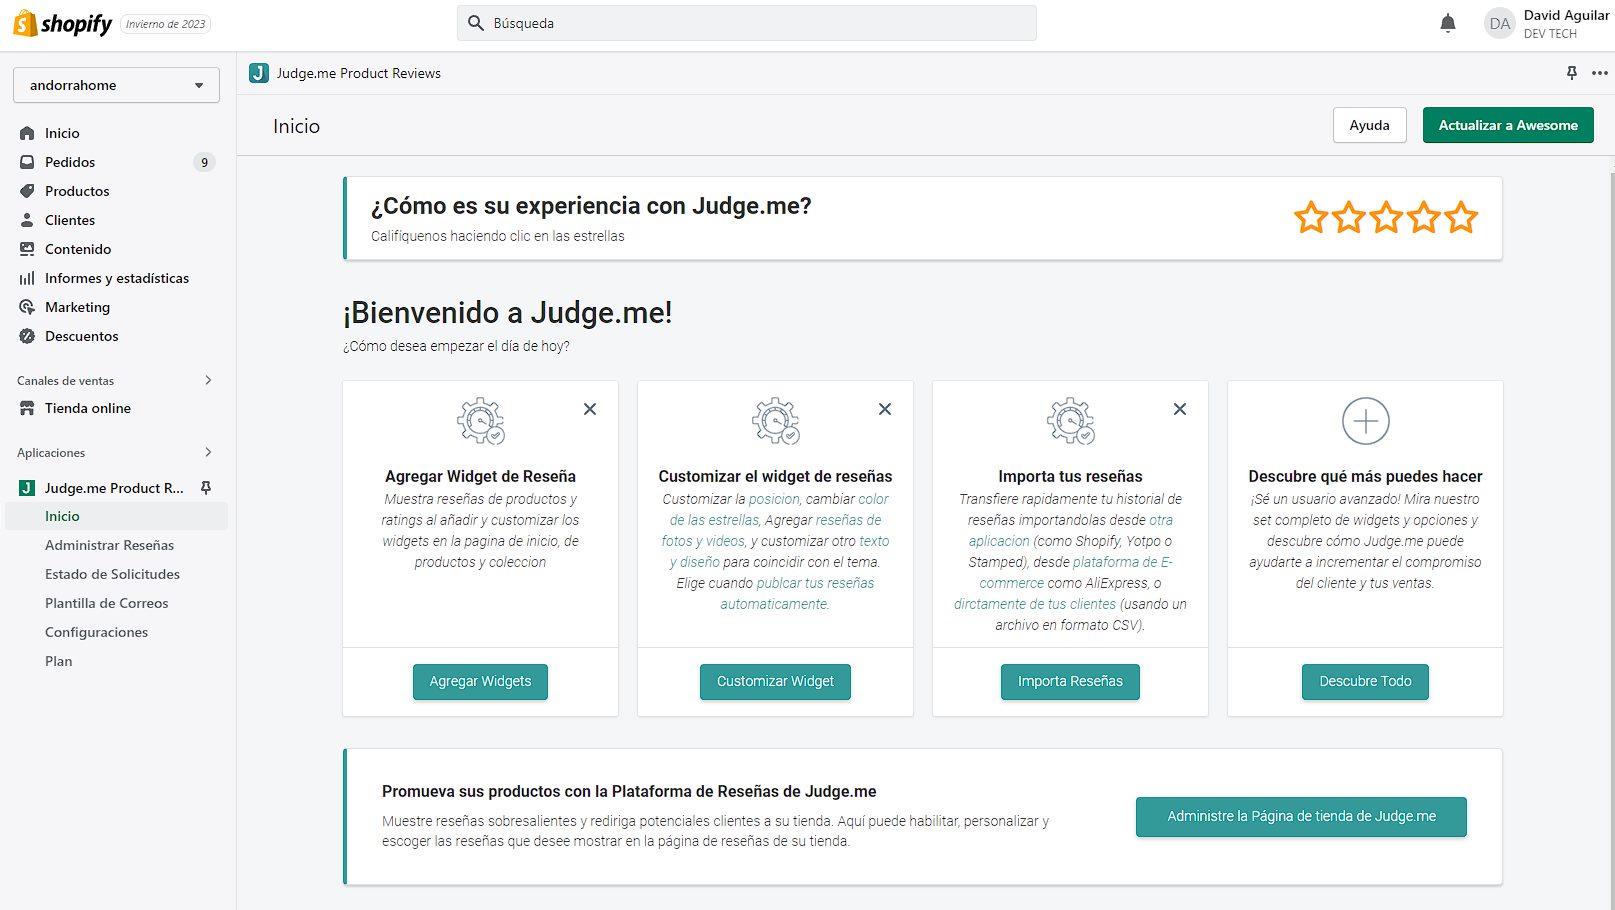 shopify
Invierno de 2023
Búsqueda
DA
David Aguilar
DEV TECH
andorrahome
Inicio
Pedidos
9
Productos
Clientes
Contenido
Informes y estadísticas
Marketing
Descuentos
Canales de ventas
Tienda online
Aplicaciones
Judge.me Product R...
Inicio
Administrar Reseñas
Estado de Solicitudes
Plantilla de Correos
Configuraciones
Plan
Judge.me Product Reviews
Inicio
Ayuda
Actualizar a Awesome
¿Cómo es su experiencia con Judge.me?
Califíquenos haciendo clic en las estrellas
¡Bienvenido a Judge.me!
¿Cómo desea empezar el día de hoy?
Agregar Widget de Reseña
Muestra reseñas de productos y
ratings al añadir y customizar los
widgets en la pagina de inicio, de
productos y coleccion
Agregar Widgets
Customizar el widget de reseñas
Customizar la posicion, cambiar color
de las estrellas, Agregar reseñas de
fotos y videos, y customizar otro texto
y diseño para coincidir con el tema.
Elige cuando publcar tus reseñas
automaticamente.
Customizar Widget
Importa tus reseñas
Transfiere rapidamente tu historial de
reseñas importandolas desde otra
aplicacion (como Shopify, Yotpo o
Stamped), desde plataforma de E-
commerce como AliExpress, o
dirctamente de tus clientes (usando un
archivo en formato CSV).
Importa Reseñas
Descubre qué más puedes hacer
¡Sé un usuario avanzado! Mira nuestro
set completo de widgets y opciones y
descubre cómo Judge.me puede
ayudarte a incrementar el compromiso
del cliente y tus ventas.
Descubre Todo
Promueva sus productos con la Plataforma de Reseñas de Judge.me
Muestre reseñas sobresalientes y rediriga potenciales clientes a su tienda. Aquí puede habilitar, personalizar y
escoger las reseñas que desee mostrar en la página de reseñas de su tienda.
Administre la Página de tienda de Judge.me